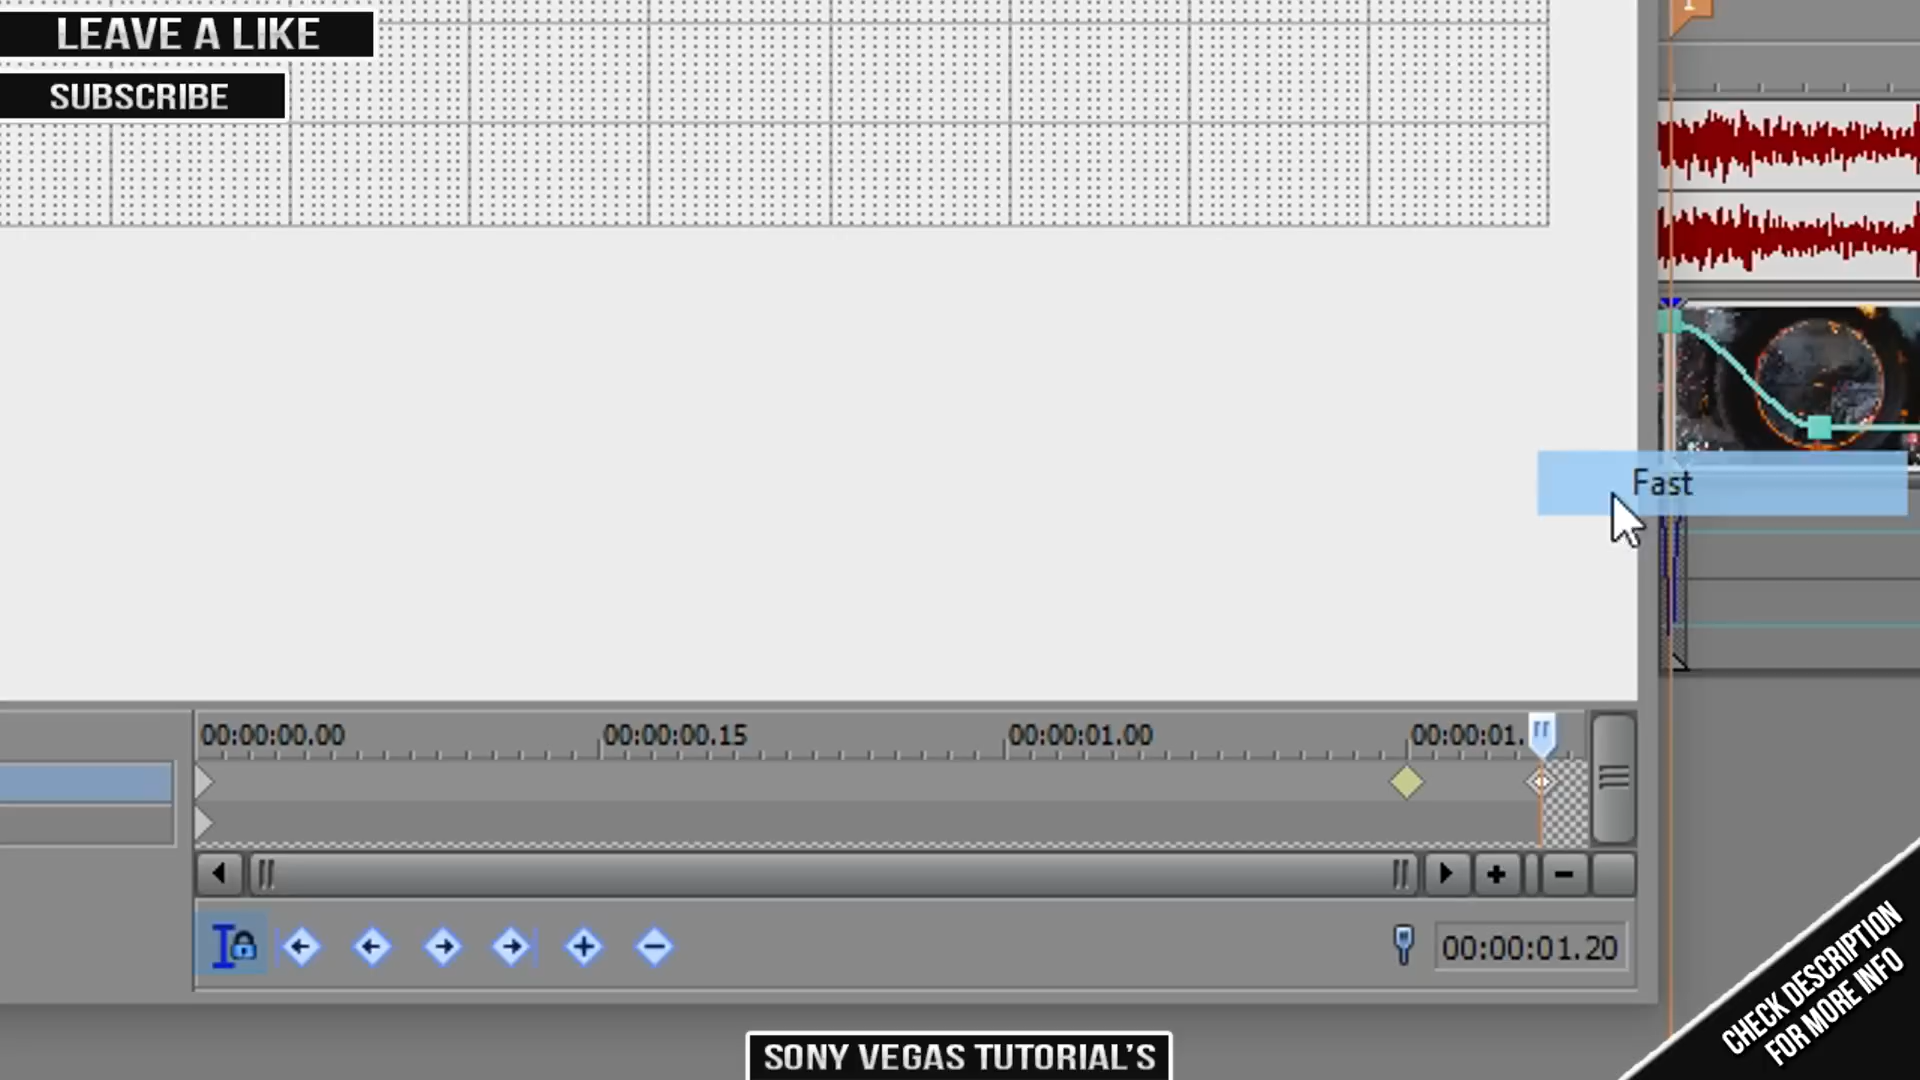 LEAVE A LIKE
SUBSCRIBE
1
Fast
00:00:00.00 00:00:00.15 00:00:01.00 00:00:01.
00:00:01.20
CHECK DESCRIPTION
FOR MORE INFO
SONY VEGAS TUTORIAL'S